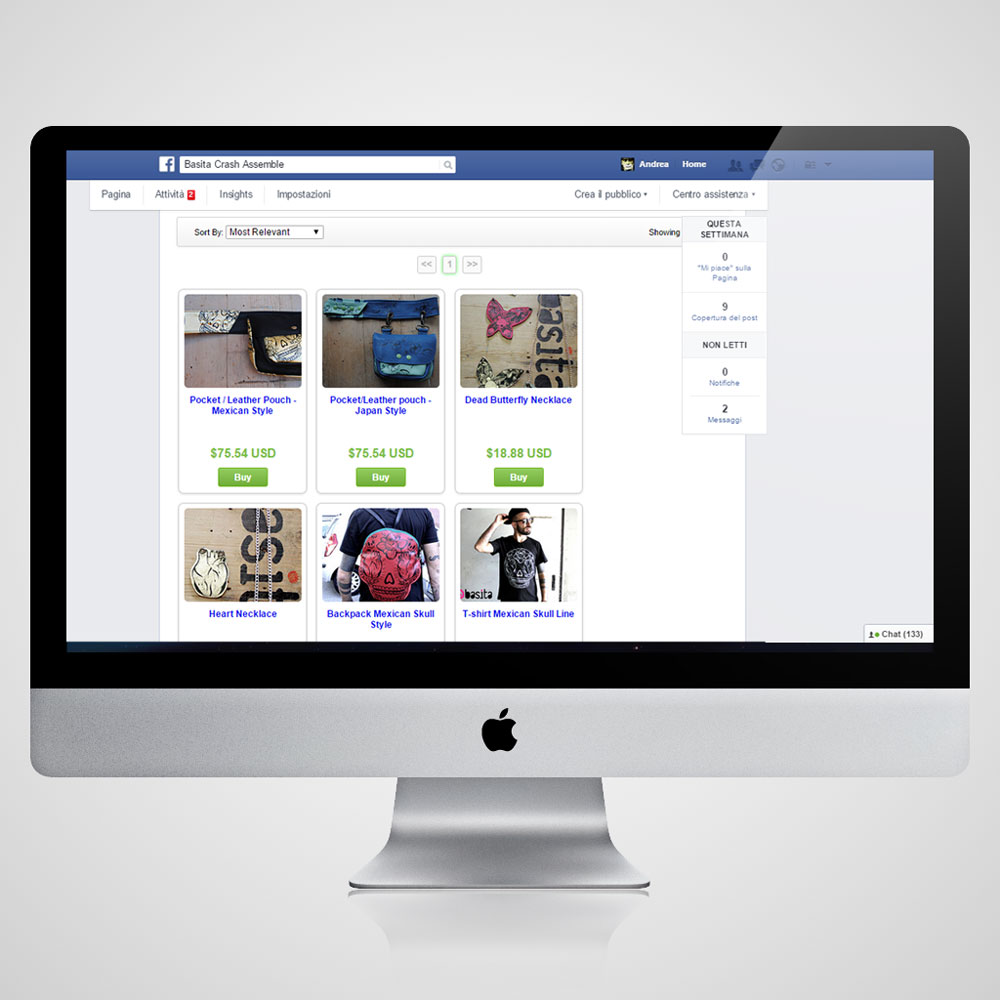 Basita Crash Assemble
Andrea Home
Pagina Attività 2 Insights Impostazioni Crea il pubblico Centro assistenza
Sort By: Most Relevant Showing
<< 1 >>
QUESTA
SETTIMANA
0
"Mi piace" sulla
Pagina
9
Copertura del post
NON LETTI
0
Notifiche
2
Messaggi
Pocket / Leather Pouch -
Mexican Style
$75.54 USD
Buy
Pocket/Leather pouch -
Japan Style
$75.54 USD
Buy
asita
Dead Butterfly Necklace
$18.88 USD
Buy
Heart Necklace
Backpack Mexican Skull
Style
basita
T-shirt Mexican Skull Line
Chat (133)